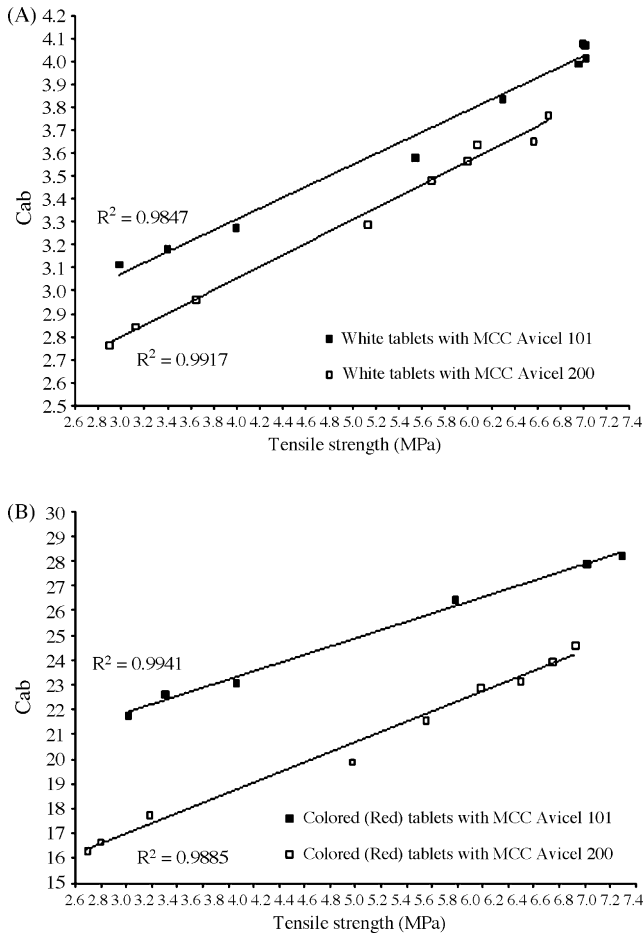 (A)
4.2
4.1
4.0
3.9
3.8
3.7
3.6
3.5
3.4
3.3
3.2
3.1
3.0
2.9
2.8
2.7
2.6
2.5
Cab
R² = 0.9847
R² = 0.9917
White tablets with MCC Avicel 101
White tablets with MCC Avicel 200
2.6 2.8 3.0 3.2 3.4 3.6 3.8 4.0 4.2 4.4 4.6 4.8 5.0 5.2 5.4 5.6 5.8 6.0 6.2 6.4 6.6 6.8 7.0 7.2 7.4
Tensile strength (MPa)
(B)
30
29
28
27
26
25
24
23
22
21
20
19
18
17
16
15
Cab
R² = 0.9941
R² = 0.9885
Colored (Red) tablets with MCC Avicel 101
Colored (Red) tablets with MCC Avicel 200
2.6 2.8 3.0 3.2 3.4 3.6 3.8 4.0 4.2 4.4 4.6 4.8 5.0 5.2 5.4 5.6 5.8 6.0 6.2 6.4 6.6 6.8 7.0 7.2 7.4
Tensile strength (MPa)